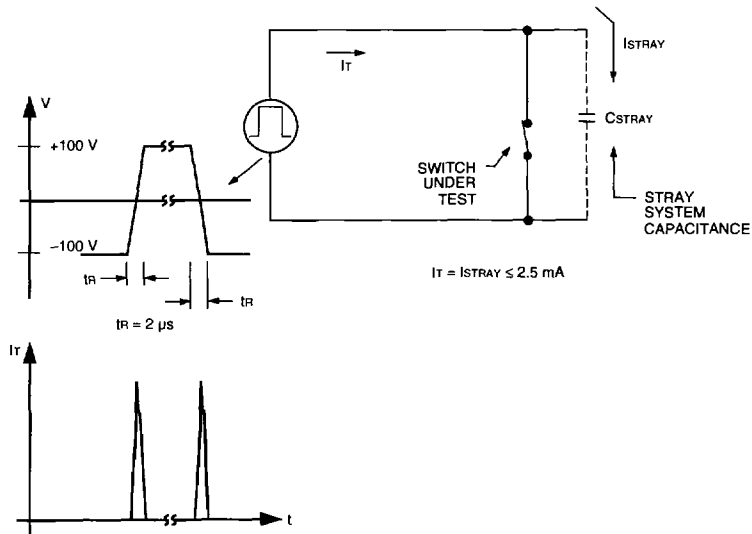 V
+100 V
−100 V
tR
tR
tR = 2 µs
IT
ISTRAY
CSTRAY
SWITCH
UNDER
TEST
STRAY
SYSTEM
CAPACITANCE
IT = ISTRAY ≤ 2.5 mA
IT
t